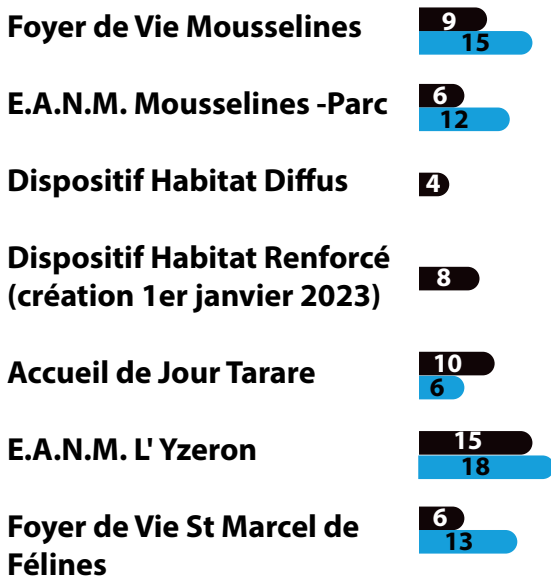 Foyer de Vie Mousselines
9
15
E.A.N.M. Mousselines -Parc
6
12
Dispositif Habitat Diffus
4
Dispositif Habitat Renforcé
(création 1er janvier 2023)
8
Accueil de Jour Tarare
10
6
E.A.N.M. L' Yzeron
15
18
Foyer de Vie St Marcel de
Félines
6
13